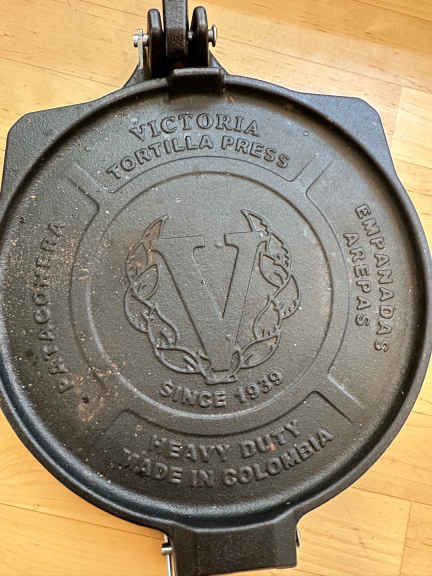 VICTORIA
TORTILLA PRESS
PATACONERA
EMPANADAS
AREPAS
V
SINCE 1939
HEAVY DUTY
MADE IN COLOMBIA